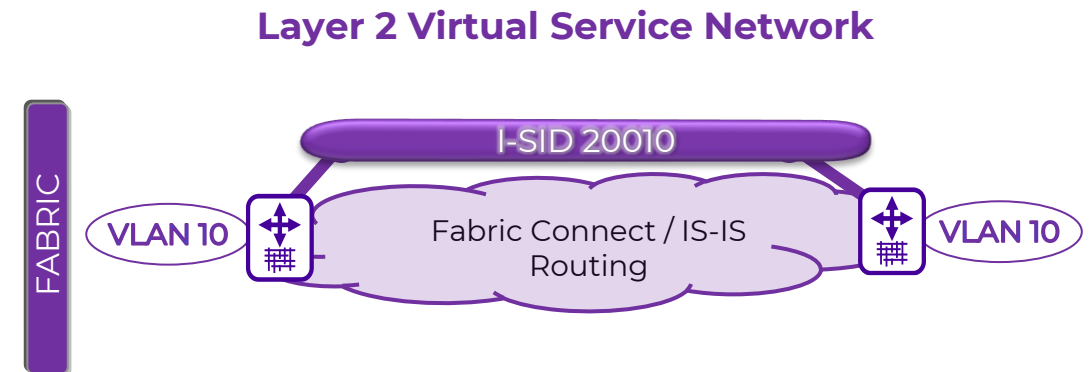 Layer 2 Virtual Service Network
FABRIC
I-SID 20010
VLAN 10
Fabric Connect / IS-IS
Routing
VLAN 10